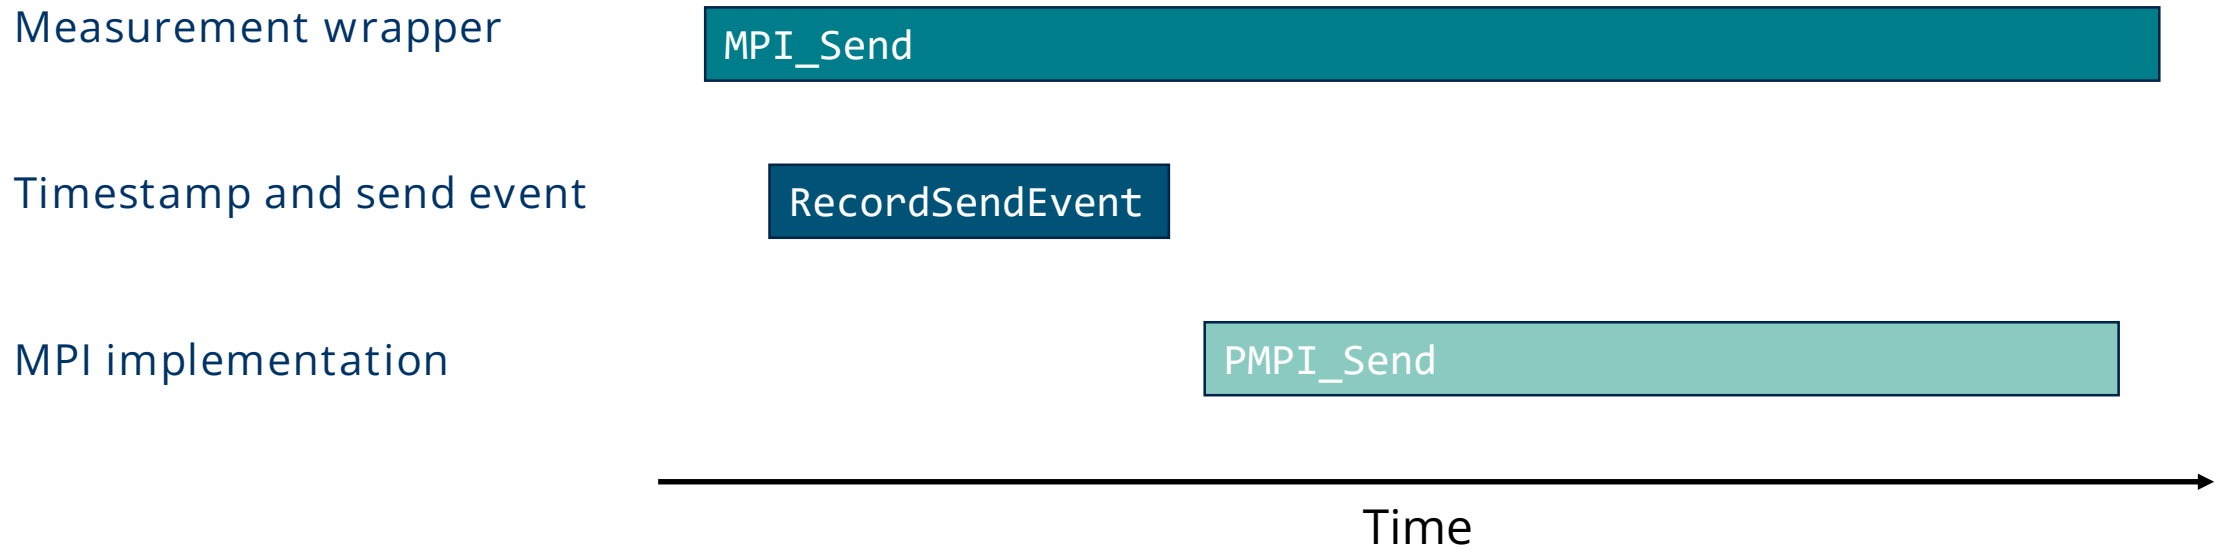 Measurement wrapper
MPI_Send
Timestamp and send event
RecordSendEvent
MPI implementation
PMPI_Send
Time